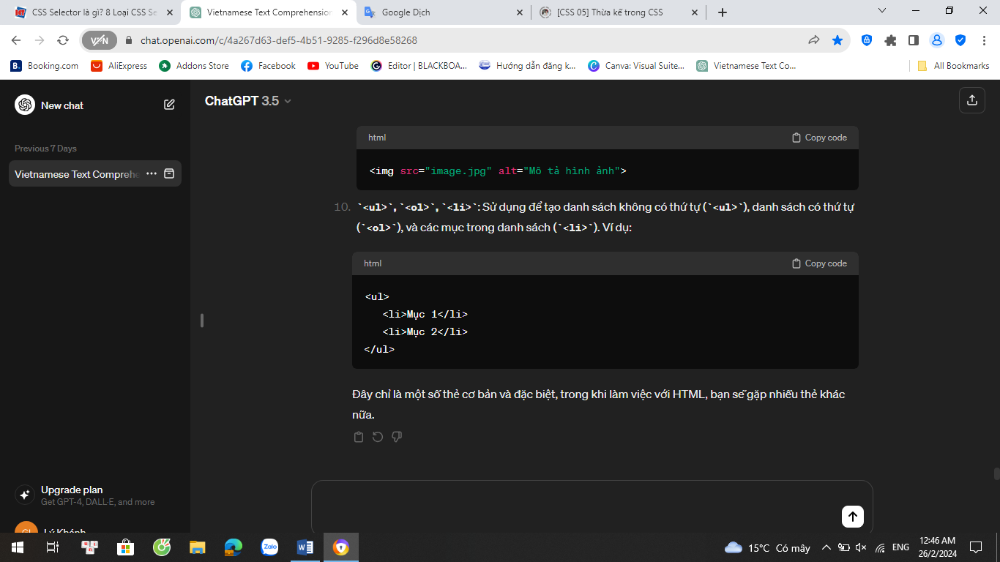 CSS Selector là gì? 8 Loại CSS Se
Vietnamese Text Comprehension
Google Dịch
[CSS 05] Thừa kế trong CSS
VPN
chat.openai.com/c/4a267d63-def5-4b51-9285-f296d8e58268
Booking.com
AliExpress
Addons Store
Facebook
YouTube
Editor | BLACKBOA...
Hướng dẫn đăng k...
Canva: Visual Suite...
Vietnamese Text Co...
All Bookmarks
New chat
Previous 7 Days
Vietnamese Text Comprehe
ChatGPT 3.5
html
Copy code
<img src="image.jpg" alt="Mô tả hình ảnh">
10. `<ul>`, `<ol>`, `<li>`: Sử dụng để tạo danh sách không có thứ tự (`<ul>`), danh sách có thứ tự
(`<ol>`), và các mục trong danh sách (`<li>`). Ví dụ:
html
Copy code
<ul>
<li>Mục 1</li>
<li>Mục 2</li>
</ul>
Đây chỉ là một số thẻ cơ bản và đặc biệt, trong khi làm việc với HTML, bạn sẽ gặp nhiều thẻ khác
nữa.
Upgrade plan
Get GPT-4, DALL·E, and more
Lý Khánh
Zalo
15°C Có mây
ENG
12:46 AM
26/2/2024